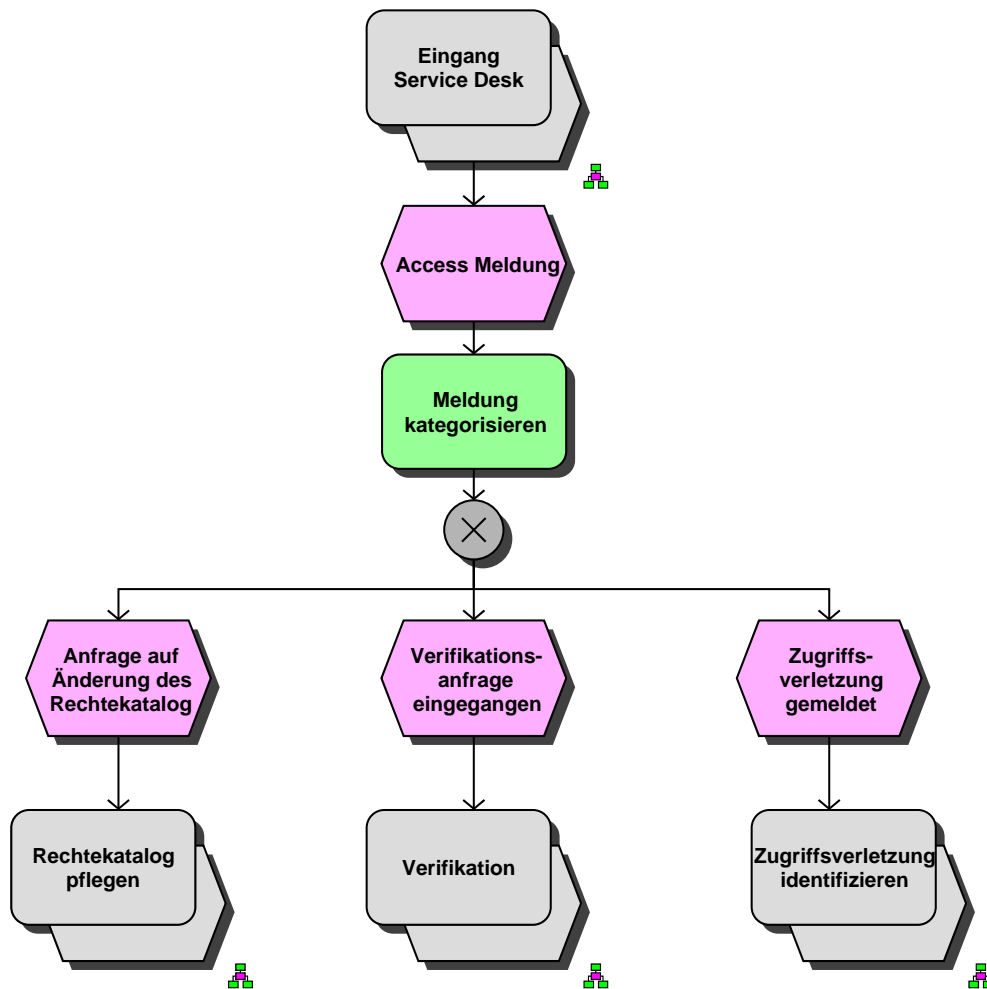 Eingang
Service Desk
Access Meldung
Meldung
kategorisieren
Anfrage auf
Änderung des
Rechtekatalog
Verifikations-
anfrage
eingegangen
Zugriffs-
verletzung
gemeldet
Rechtekatalog
pflegen
Verifikation
Zugriffsverletzung
identifizieren